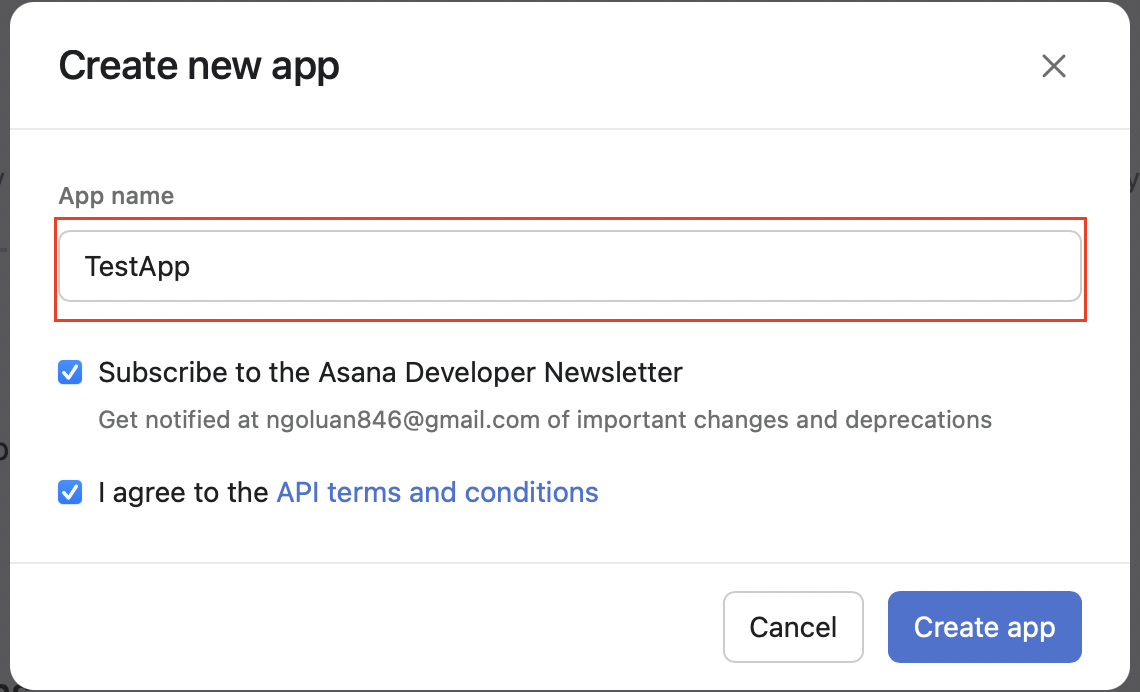 Create new app
App name
TestApp
Subscribe to the Asana Developer Newsletter
Get notified at ngoluan846@gmail.com of important changes and deprecations
I agree to the API terms and conditions
Cancel
Create app